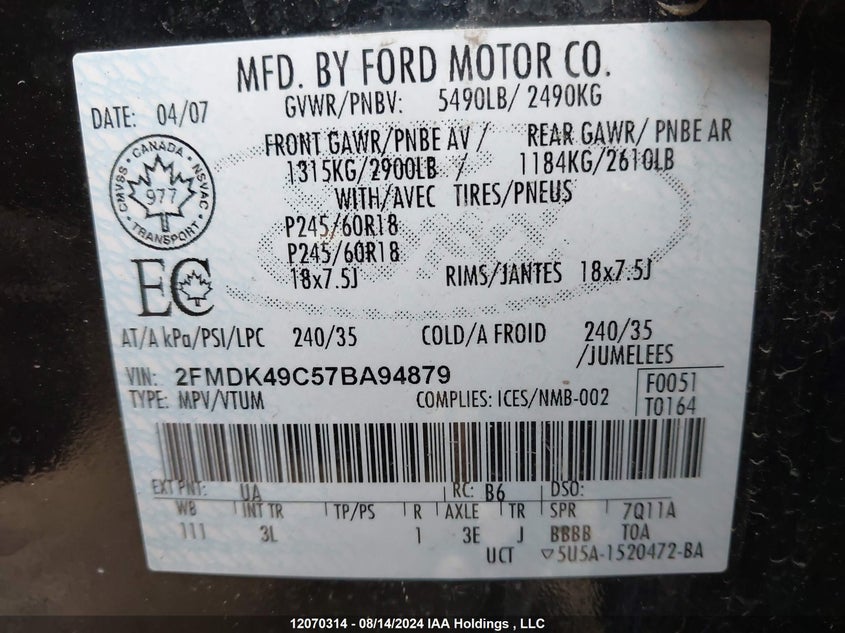 MFD. BY FORD MOTOR CO.
DATE: 04/07
GVWR/PNBV: 5490LB/ 2490KG
FRONT GAWR/PNBE AV / REAR GAWR/ PNBE AR
1315KG/2900LB / 1184KG/2610LB
WITH/AVEC TIRES/PNEUS
CANADA
CMVSS 977 NSVAC
TRANSPORT
P245/60R18
P245/60R18
18x7.5J RIMS/JANTES 18x7.5J
EC
AT/A kPa/PSI/LPC 240/35 COLD/A FROID 240/35
/JUMELEES
VIN: 2FMDK49C57BA94879
F0051
TYPE: MPV/VTUM COMPLIES: ICES/NMB-002
T0164
EXT PNT: UA RC: B6 DSO:
WB INT TR TP/PS R AXLE TR SPR 7Q11A
111 3L 1 3E J BBBB T0A
UCT ▽5U5A-1520472-BA
12070314 - 08/14/2024 IAA Holdings , LLC